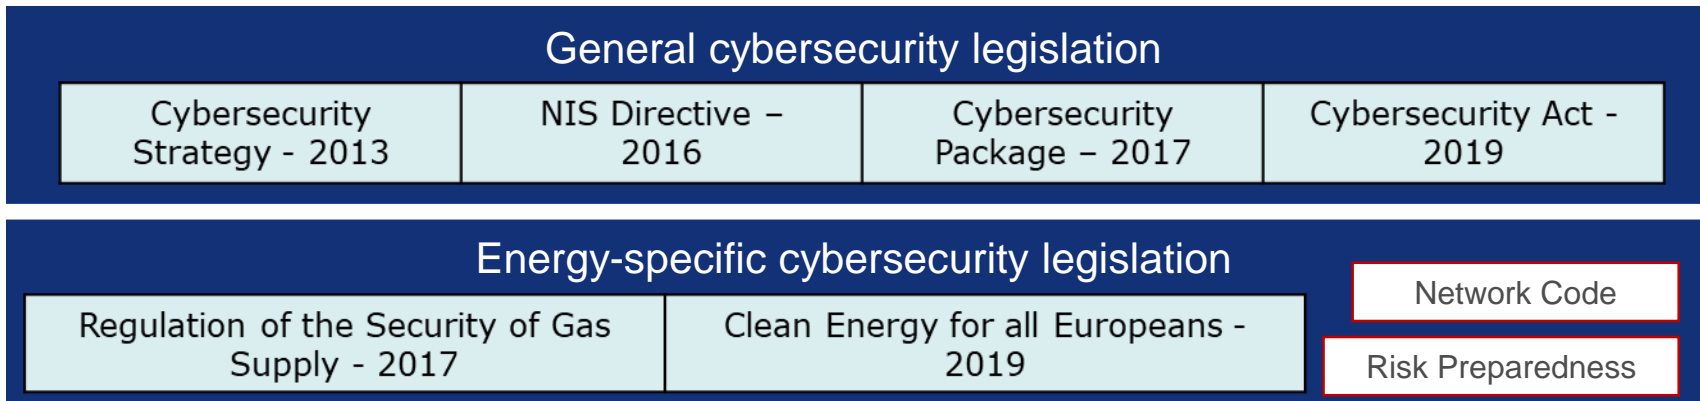 General cybersecurity legislation
Cybersecurity
Strategy - 2013
NIS Directive –
2016
Cybersecurity
Package – 2017
Cybersecurity Act -
2019
Energy-specific cybersecurity legislation
Regulation of the Security of Gas
Supply - 2017
Clean Energy for all Europeans -
2019
Network Code
Risk Preparedness